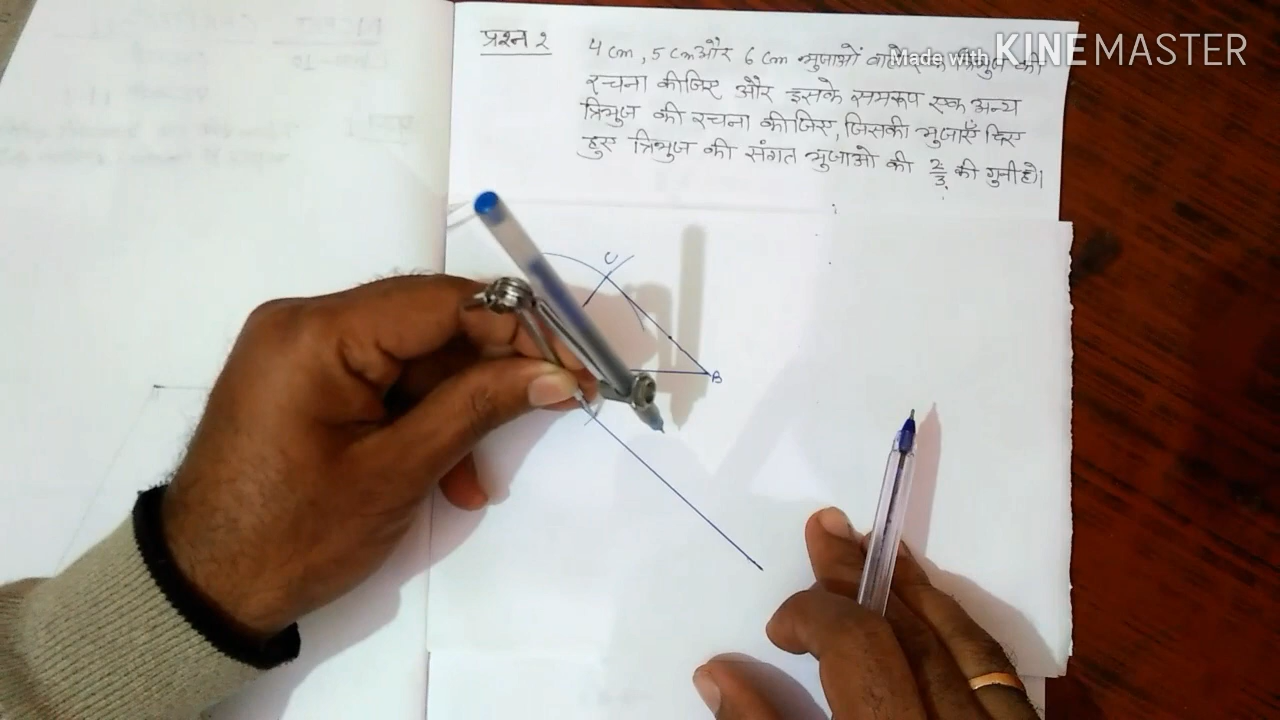 प्रश्न २
4 cm, 5 cm और 6 cm भुजाओं
Made with KINEMASTER
रचना कीजिए और इसके समरूप एक अन्य
त्रिभुज की रचना कीजिए, जिसकी भुजाएँ दिए
हुए त्रिभुज की संगत भुजाओ की 2/3 की गुनी हो।
C
B